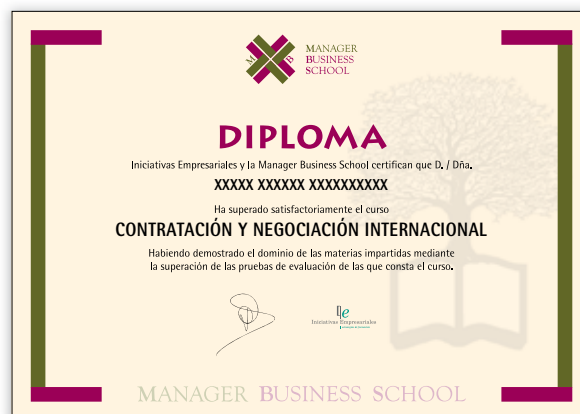 M
B
MANAGER
BUSINESS
SCHOOL
DIPLOMA
Iniciativas Empresariales y la Manager Business School certifican que D. / Dña.
XXXXX XXXXXX XXXXXXXXXX
Ha superado satisfactoriamente el curso
CONTRATACIÓN Y NEGOCIACIÓN INTERNACIONAL
Habiendo demostrado el dominio de las materias impartidas mediante
la superación de las pruebas de evaluación de las que consta el curso.
Iniciativas Empresariales
MANAGER BUSINESS SCHOOL